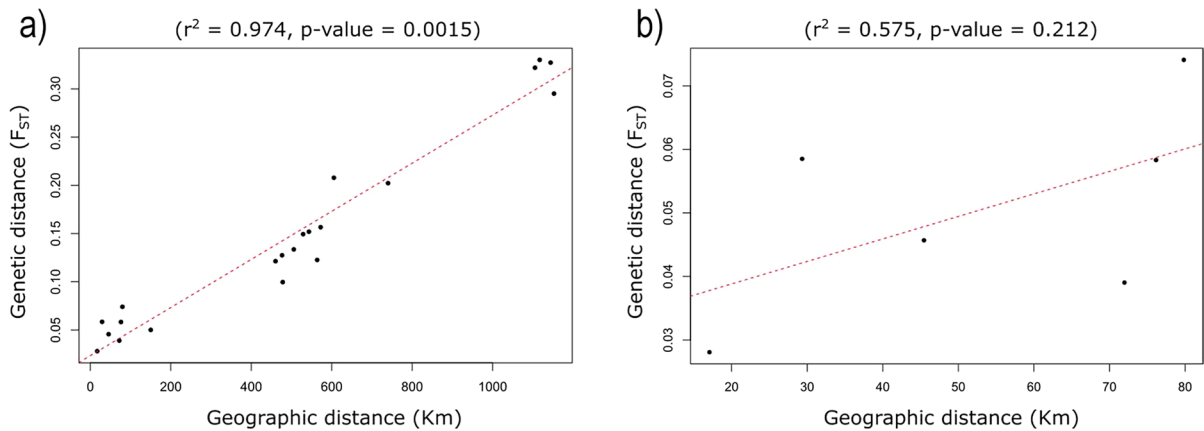 a)
(r² = 0.974, p-value = 0.0015)
Genetic distance (F_ST)
0.30
0.25
0.20
0.15
0.10
0.05
0 200 400 600 800 1000
Geographic distance (Km)
b)
(r² = 0.575, p-value = 0.212)
Genetic distance (F_ST)
0.07
0.06
0.05
0.04
0.03
20 30 40 50 60 70 80
Geographic distance (Km)